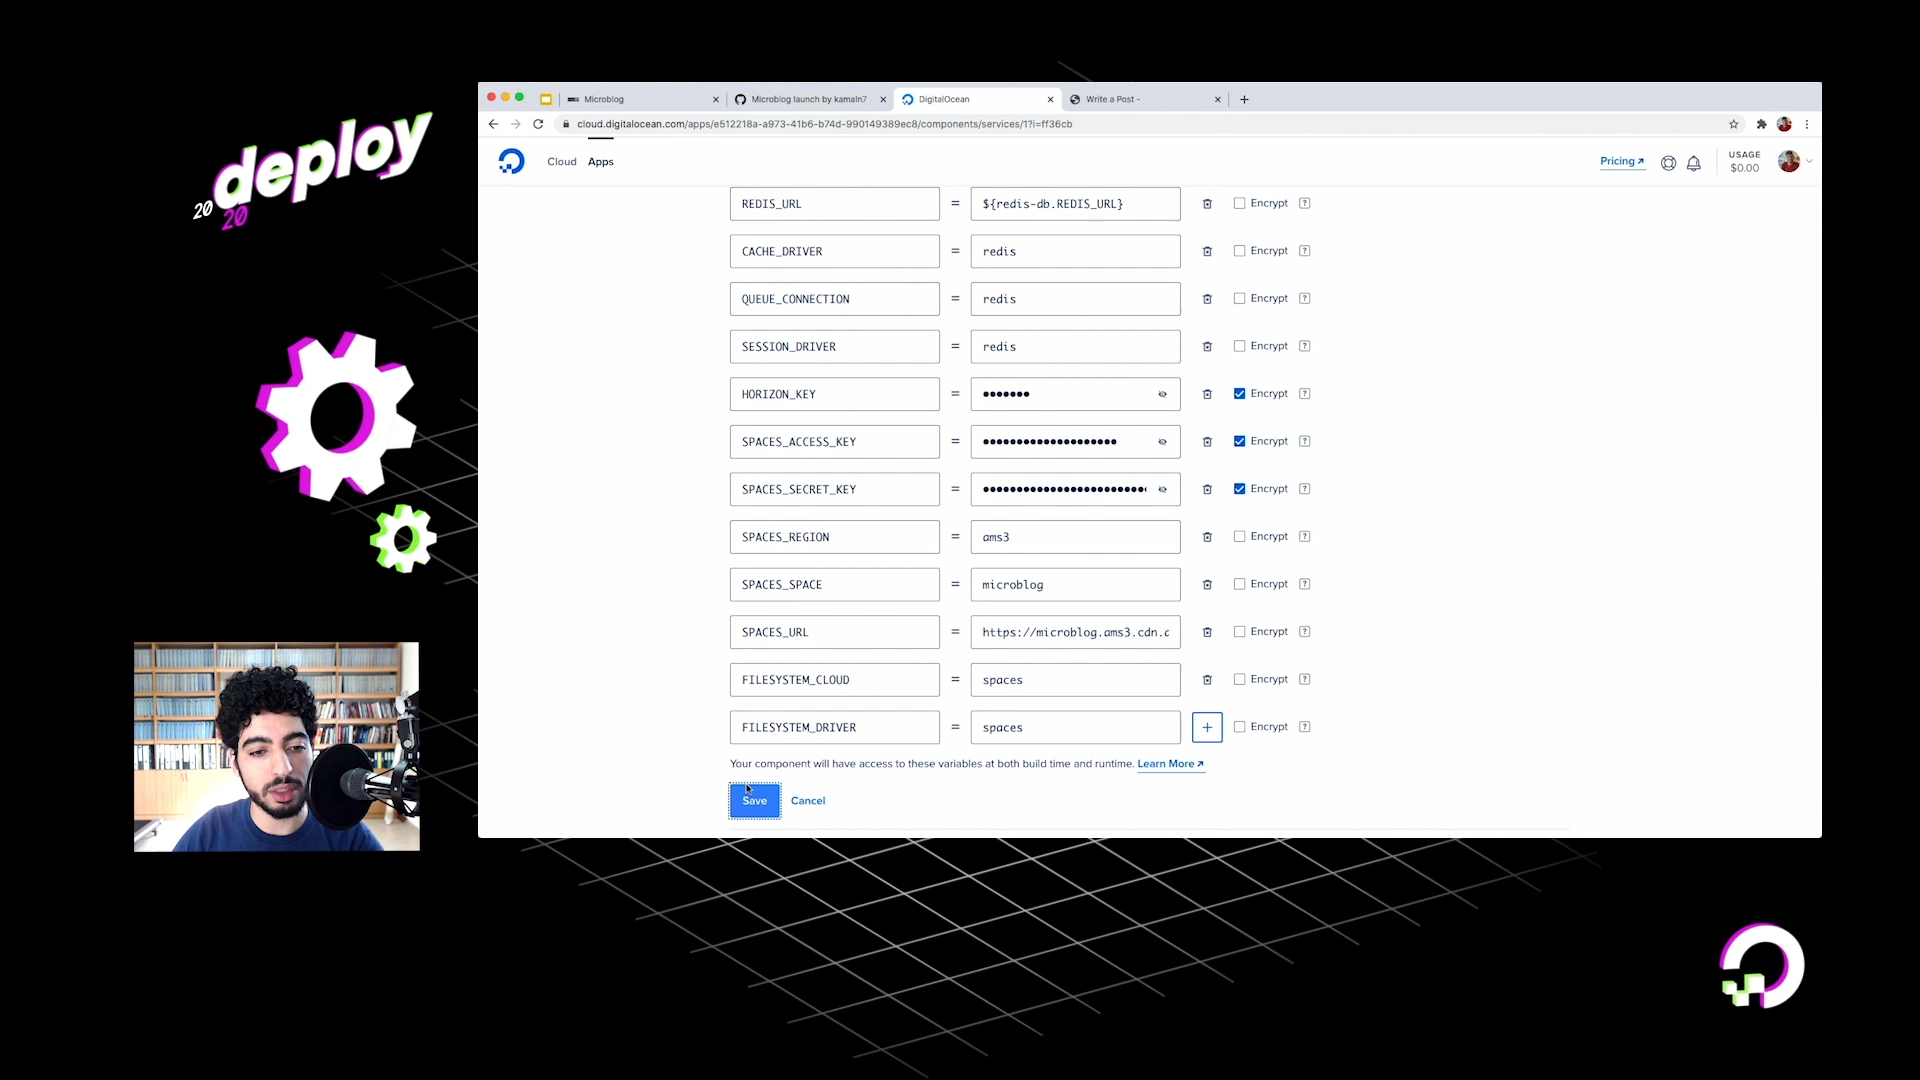 deploy
20
20
Microblog
Microblog launch by kamaln7
DigitalOcean
Write a Post -
cloud.digitalocean.com/apps/e512218a-a973-41b6-b74d-990149389ec8/components/services/1?i=ff36cb
Cloud
Apps
Pricing
USAGE
$0.00
REDIS_URL = ${redis-db.REDIS_URL} Encrypt ?
CACHE_DRIVER = redis Encrypt ?
QUEUE_CONNECTION = redis Encrypt ?
SESSION_DRIVER = redis Encrypt ?
HORIZON_KEY = ••••••• Encrypt ?
SPACES_ACCESS_KEY = •••••••••••••••••••• Encrypt ?
SPACES_SECRET_KEY = ••••••••••••••••••••••••• Encrypt ?
SPACES_REGION = ams3 Encrypt ?
SPACES_SPACE = microblog Encrypt ?
SPACES_URL = https://microblog.ams3.cdn. Encrypt ?
FILESYSTEM_CLOUD = spaces Encrypt ?
FILESYSTEM_DRIVER = spaces + Encrypt ?
Your component will have access to these variables at both build time and runtime. Learn More
Save
Cancel